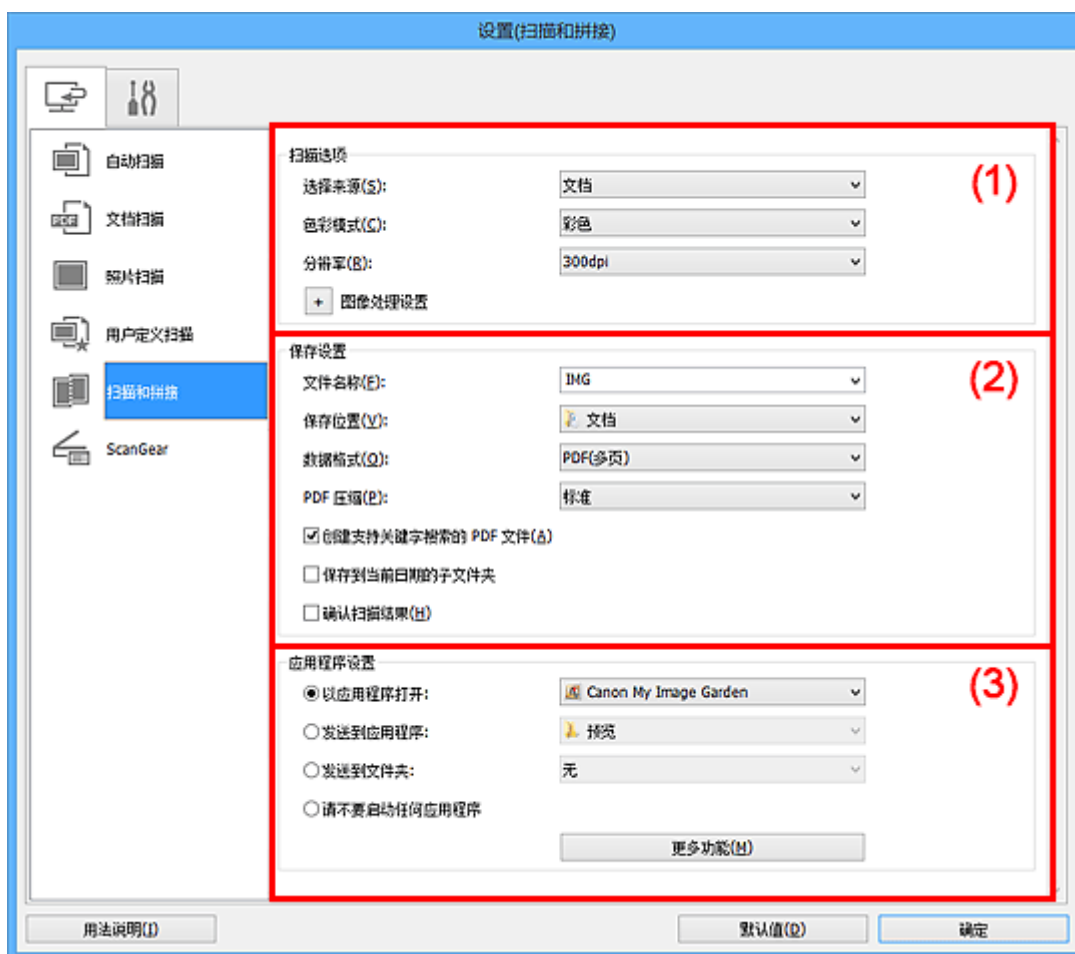 设置(扫描和拼接)
自动扫描
文档扫描
照片扫描
用户定义扫描
扫描和拼接
ScanGear
扫描选项
(1)
选择来源(S): 文档
色彩模式(C): 彩色
分辨率(R): 300dpi
+ 图像处理设置
保存设置
(2)
文件名称(F): IMG
保存位置(V): 文档
数据格式(O): PDF(多页)
PDF 压缩(P): 标准
创建支持关键字搜索的 PDF 文件(A)
保存到当前日期的子文件夹
确认扫描结果(H)
应用程序设置
(3)
以应用程序打开: Canon My Image Garden
发送到应用程序: 预览
发送到文件夹: 无
请不要启动任何应用程序
更多功能(M)
用法说明(I) 默认值(D) 确定